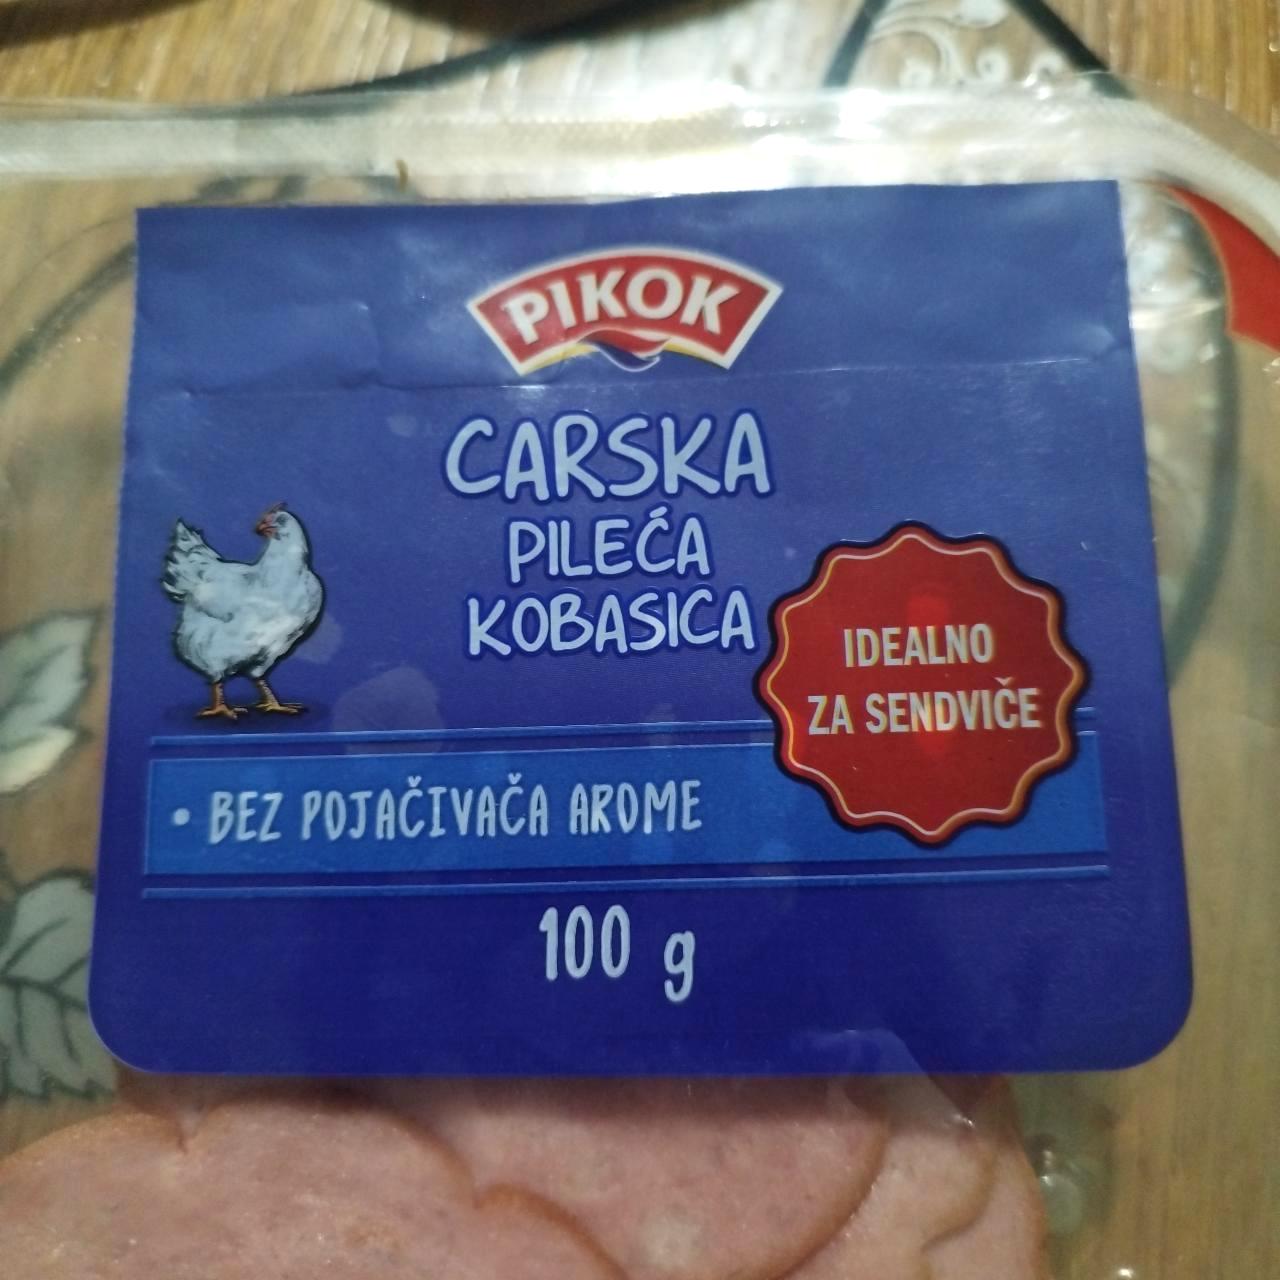 PIKOK
CARSKA
PILEĆA
KOBASICA
IDEALNO
ZA SENDVIČE
• BEZ POJAČIVAČA AROME
100 g